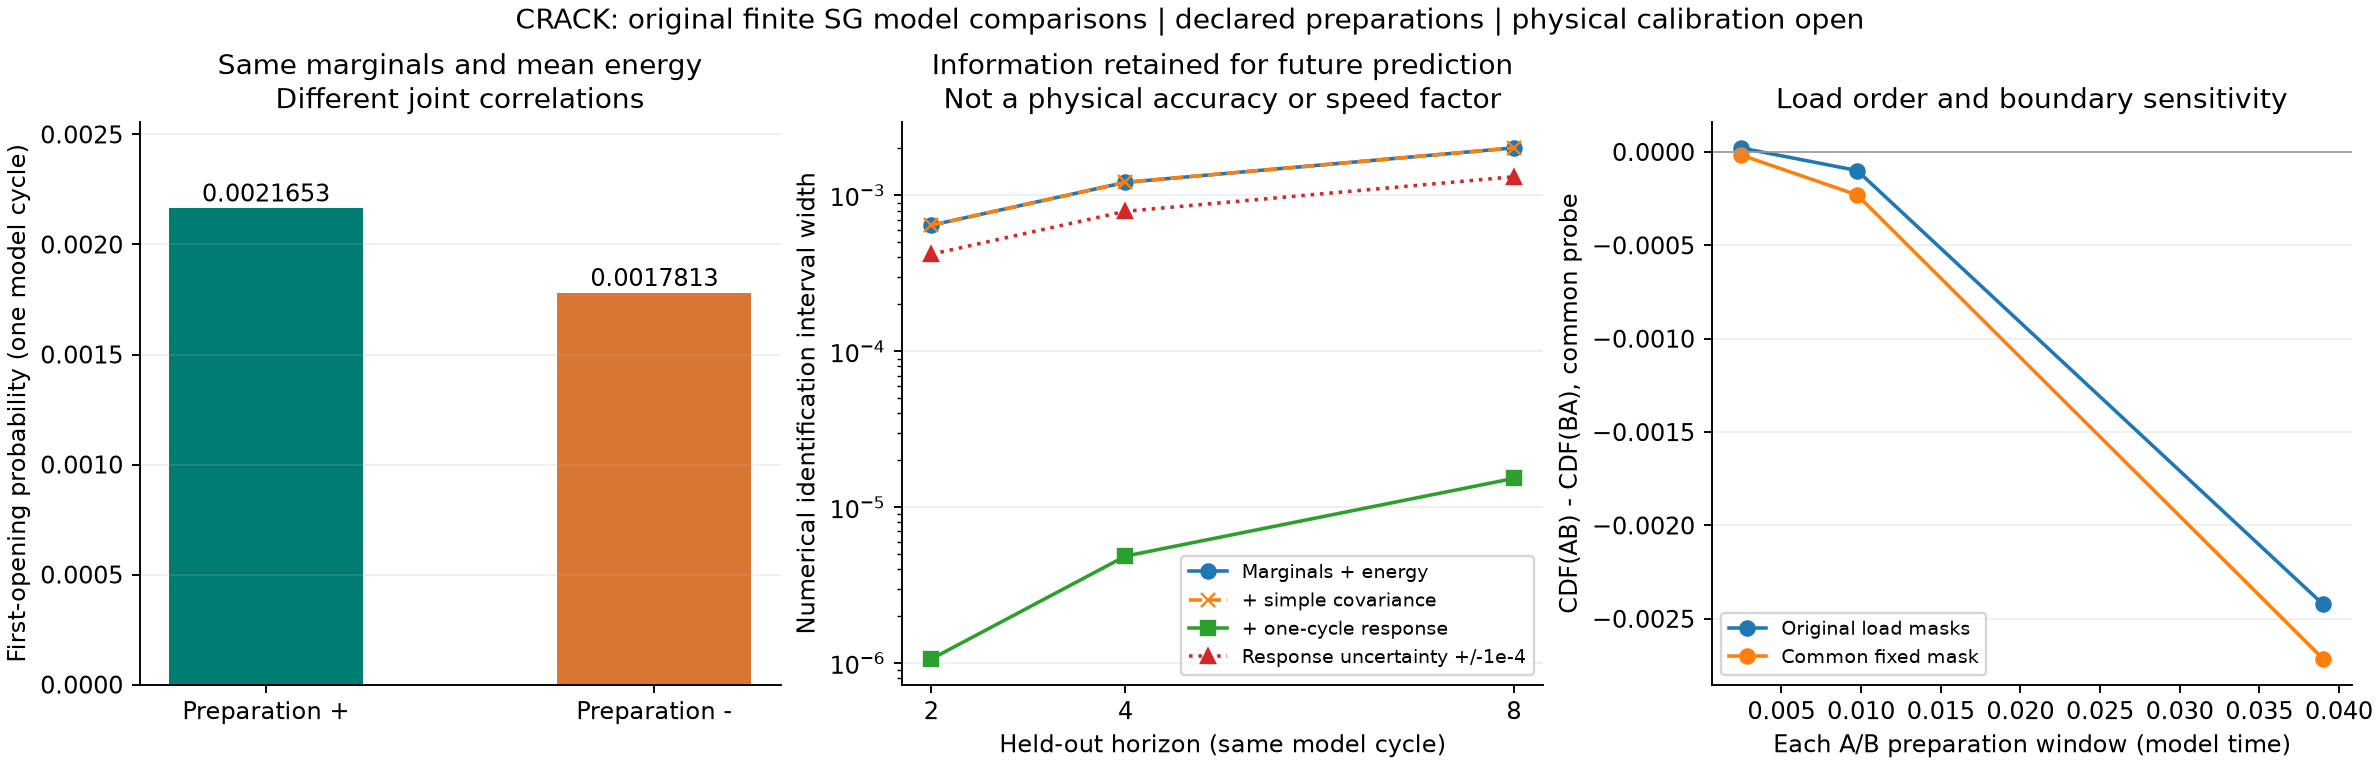 CRACK: original finite SG model comparisons | declared preparations | physical calibration open
Same marginals and mean energy
Different joint correlations
First-opening probability (one model cycle)
0.0025
0.0020
0.0015
0.0010
0.0005
0.0000
0.0021653
0.0017813
Preparation +
Preparation -
Information retained for future prediction
Not a physical accuracy or speed factor
Numerical identification interval width
10⁻³
10⁻⁴
10⁻⁵
10⁻⁶
Marginals + energy
+ simple covariance
+ one-cycle response
Response uncertainty +/-1e-4
2
4
8
Held-out horizon (same model cycle)
Load order and boundary sensitivity
CDF(AB) - CDF(BA), common probe
0.0000
−0.0005
−0.0010
−0.0015
−0.0020
−0.0025
Original load masks
Common fixed mask
0.005 0.010 0.015 0.020 0.025 0.030 0.035 0.040
Each A/B preparation window (model time)